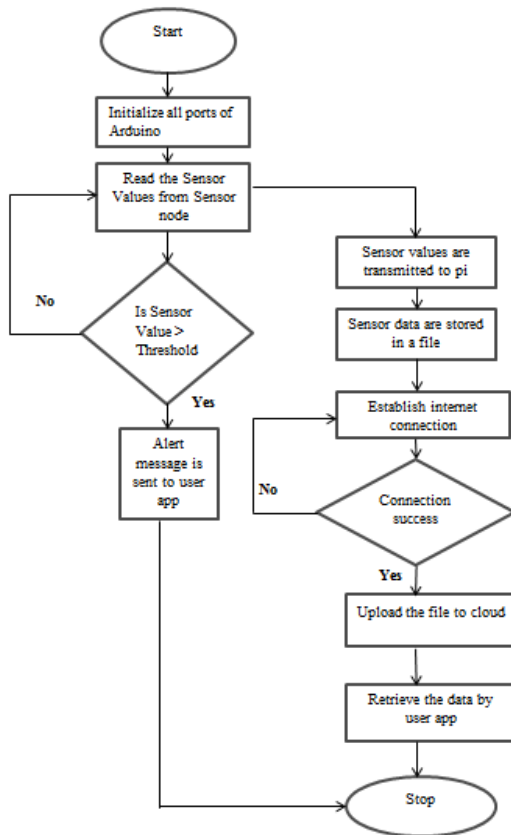 Start
Initialize all ports of
Arduino
Read the Sensor
Values from Sensor
node
Sensor values are
transmitted to pi
No
Is Sensor
Value >
Threshold
Sensor data are stored
in a file
Yes
Establish internet
connection
Alert
message is
sent to user
app
No
Connection
success
Yes
Upload the file to cloud
Retrieve the data by
user app
Stop